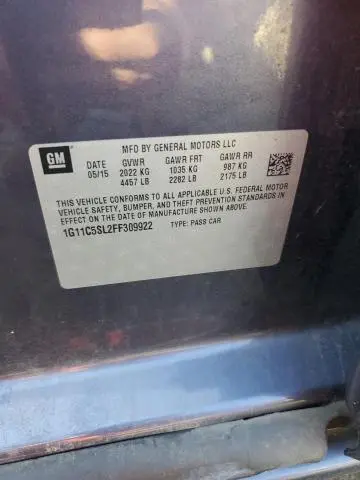 GM
MFD BY GENERAL MOTORS LLC
DATE GVWR GAWR FRT GAWR RR
05/15 2022 KG 1035 KG 987 KG
4457 LB 2282 LB 2175 LB
THIS VEHICLE CONFORMS TO ALL APPLICABLE U.S. FEDERAL MOTOR
VEHICLE SAFETY, BUMPER, AND THEFT PREVENTION STANDARDS IN
EFFECT ON THE DATE OF MANUFACTURE SHOWN ABOVE.
1G11C5SL2FF309922 TYPE: PASS CAR